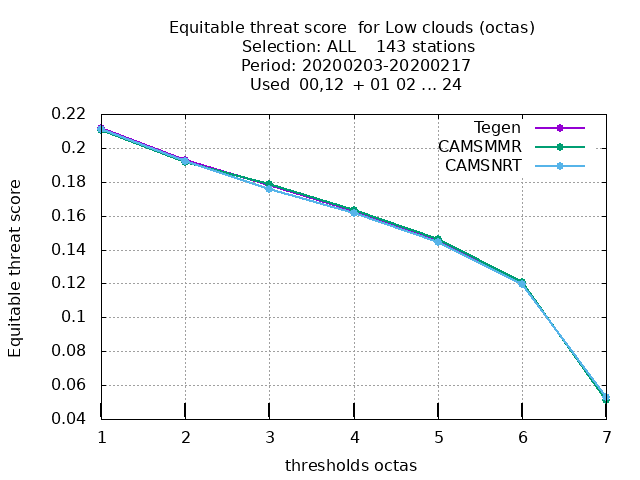 Equitable threat score  for Low clouds (octas)
Selection: ALL    143 stations
Period: 20200203-20200217
Used  00,12  + 01 02 ... 24
Tegen
CAMSMMR
CAMSNRT
0.22
0.2
0.18
0.16
0.14
0.12
0.1
0.08
0.06
0.04
Equitable threat score
1 2 3 4 5 6 7
thresholds octas